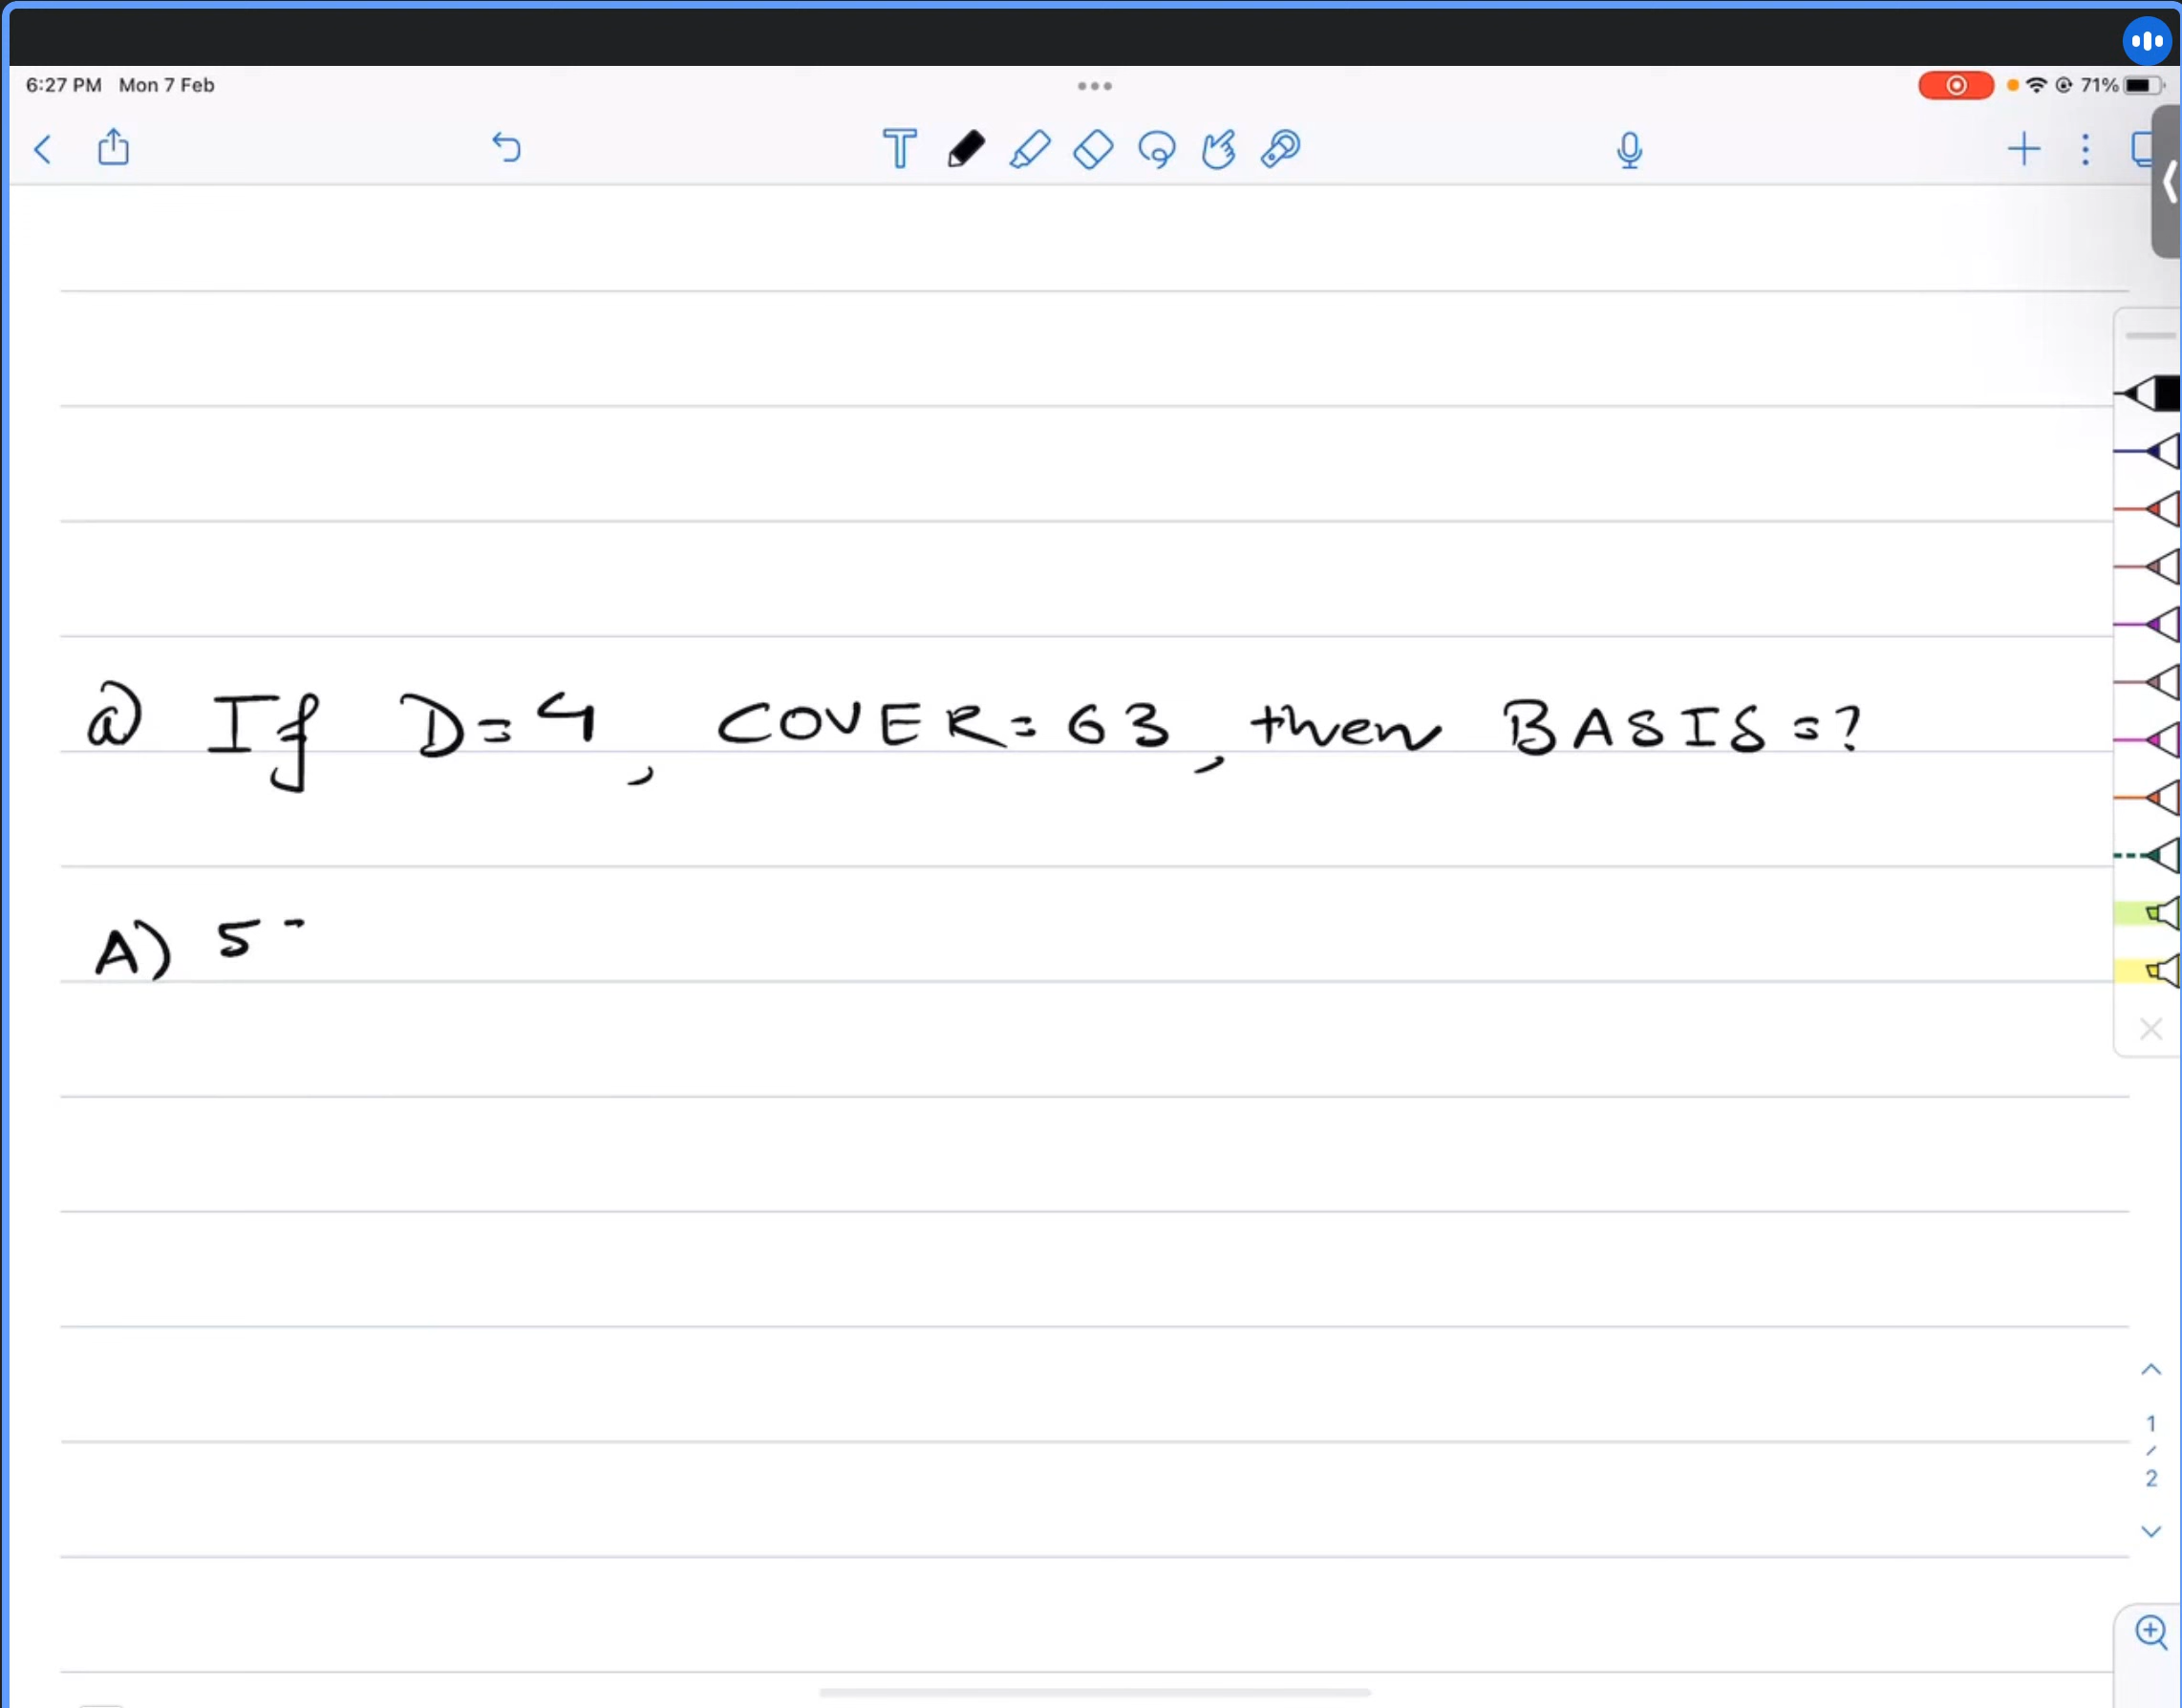 6:27 PM Mon 7 Feb
71%
T
a) If D=4, COVER=63, then BASIS=?
A) 5
1
/
2